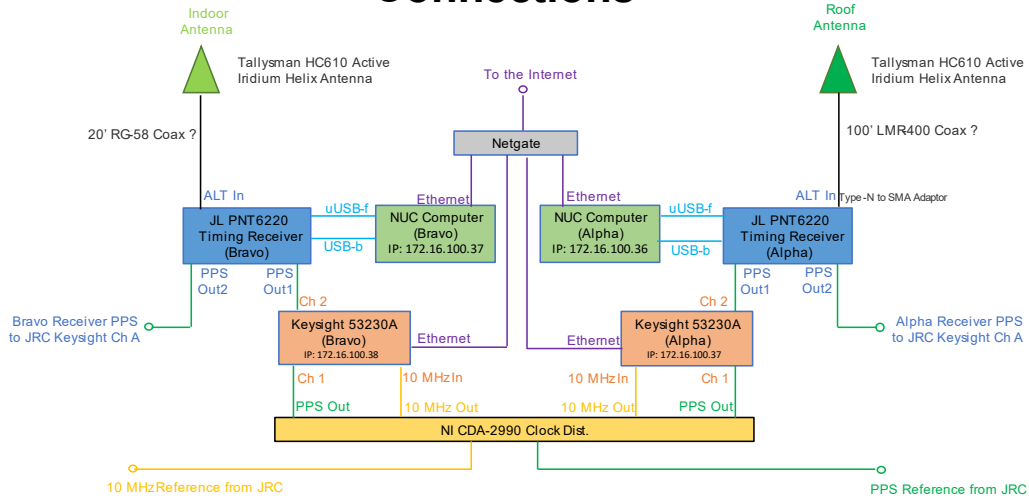 Connections
Indoor
Antenna
Roof
Antenna
Tallysman HC610 Active
Iridium Helix Antenna
Tallysman HC610 Active
Iridium Helix Antenna
To the Internet
20' RG-58 Coax ?
100' LMR400 Coax ?
Netgate
ALT In
Ethernet
Ethernet
ALT In
Type-N to SMA Adaptor
JL PNT6220
Timing Receiver
(Bravo)
uUSB-f
USB-b
NUC Computer
(Bravo)
IP: 172.16.100.37
NUC Computer
(Alpha)
IP: 172.16.100.36
uUSB-f
USB-b
JL PNT6220
Timing Receiver
(Alpha)
PPS
Out2
PPS
Out1
PPS
Out1
PPS
Out2
Ch 2
Ch 2
Bravo Receiver PPS
to JRC Keysight Ch A
Keysight 53230A
(Bravo)
IP: 172.16.100.38
Ethernet
Ethernet
Keysight 53230A
(Alpha)
IP: 172.16.100.37
Alpha Receiver PPS
to JRC Keysight Ch A
Ch 1
10 MHz In
10 MHz In
Ch 1
PPS Out
10 MHz Out
10 MHz Out
PPS Out
NI CDA-2990 Clock Dist.
10 MHz Reference from JRC
PPS Reference from JRC